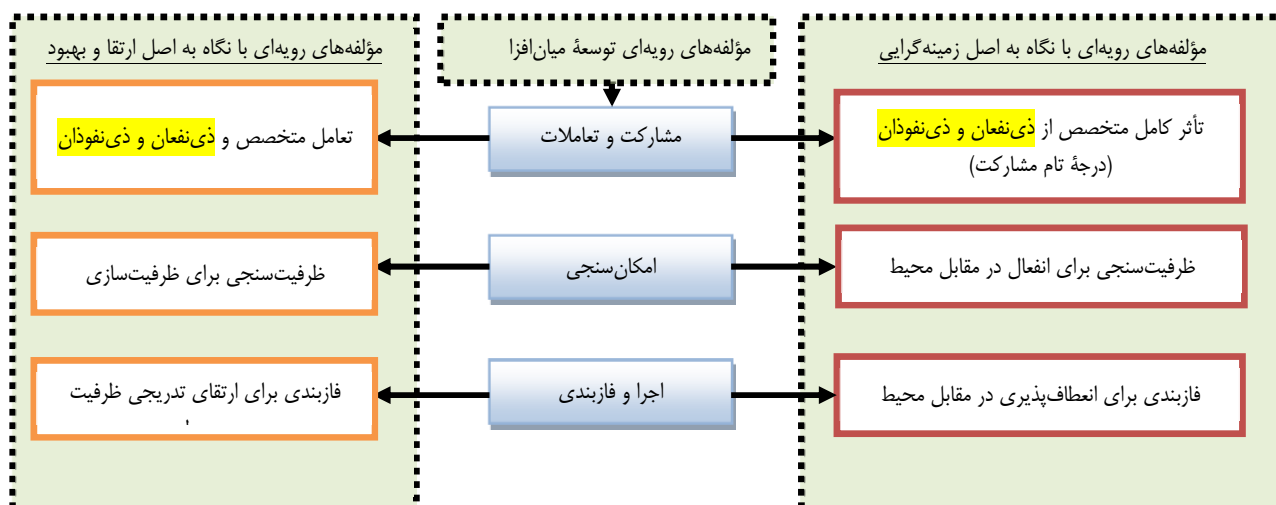 مؤلفه‌های رویه‌ای با نگاه به اصل زمینه‌گرایی
مؤلفه‌های رویه‌ای توسعۀ میان‌افزا
مؤلفه‌های رویه‌ای با نگاه به اصل ارتقا و بهبود
تأثر کامل متخصص از ذی‌نفعان و ذی‌نفوذان
(درجۀ تام مشارکت)
مشارکت و تعاملات
تعامل متخصص و ذی‌نفعان و ذی‌نفوذان
ظرفیت‌سنجی برای انفعال در مقابل محیط
امکان‌سنجی
ظرفیت‌سنجی برای ظرفیت‌سازی
فازبندی برای انعطاف‌پذیری در مقابل محیط
اجرا و فازبندی
فازبندی برای ارتقای تدریجی ظرفیت